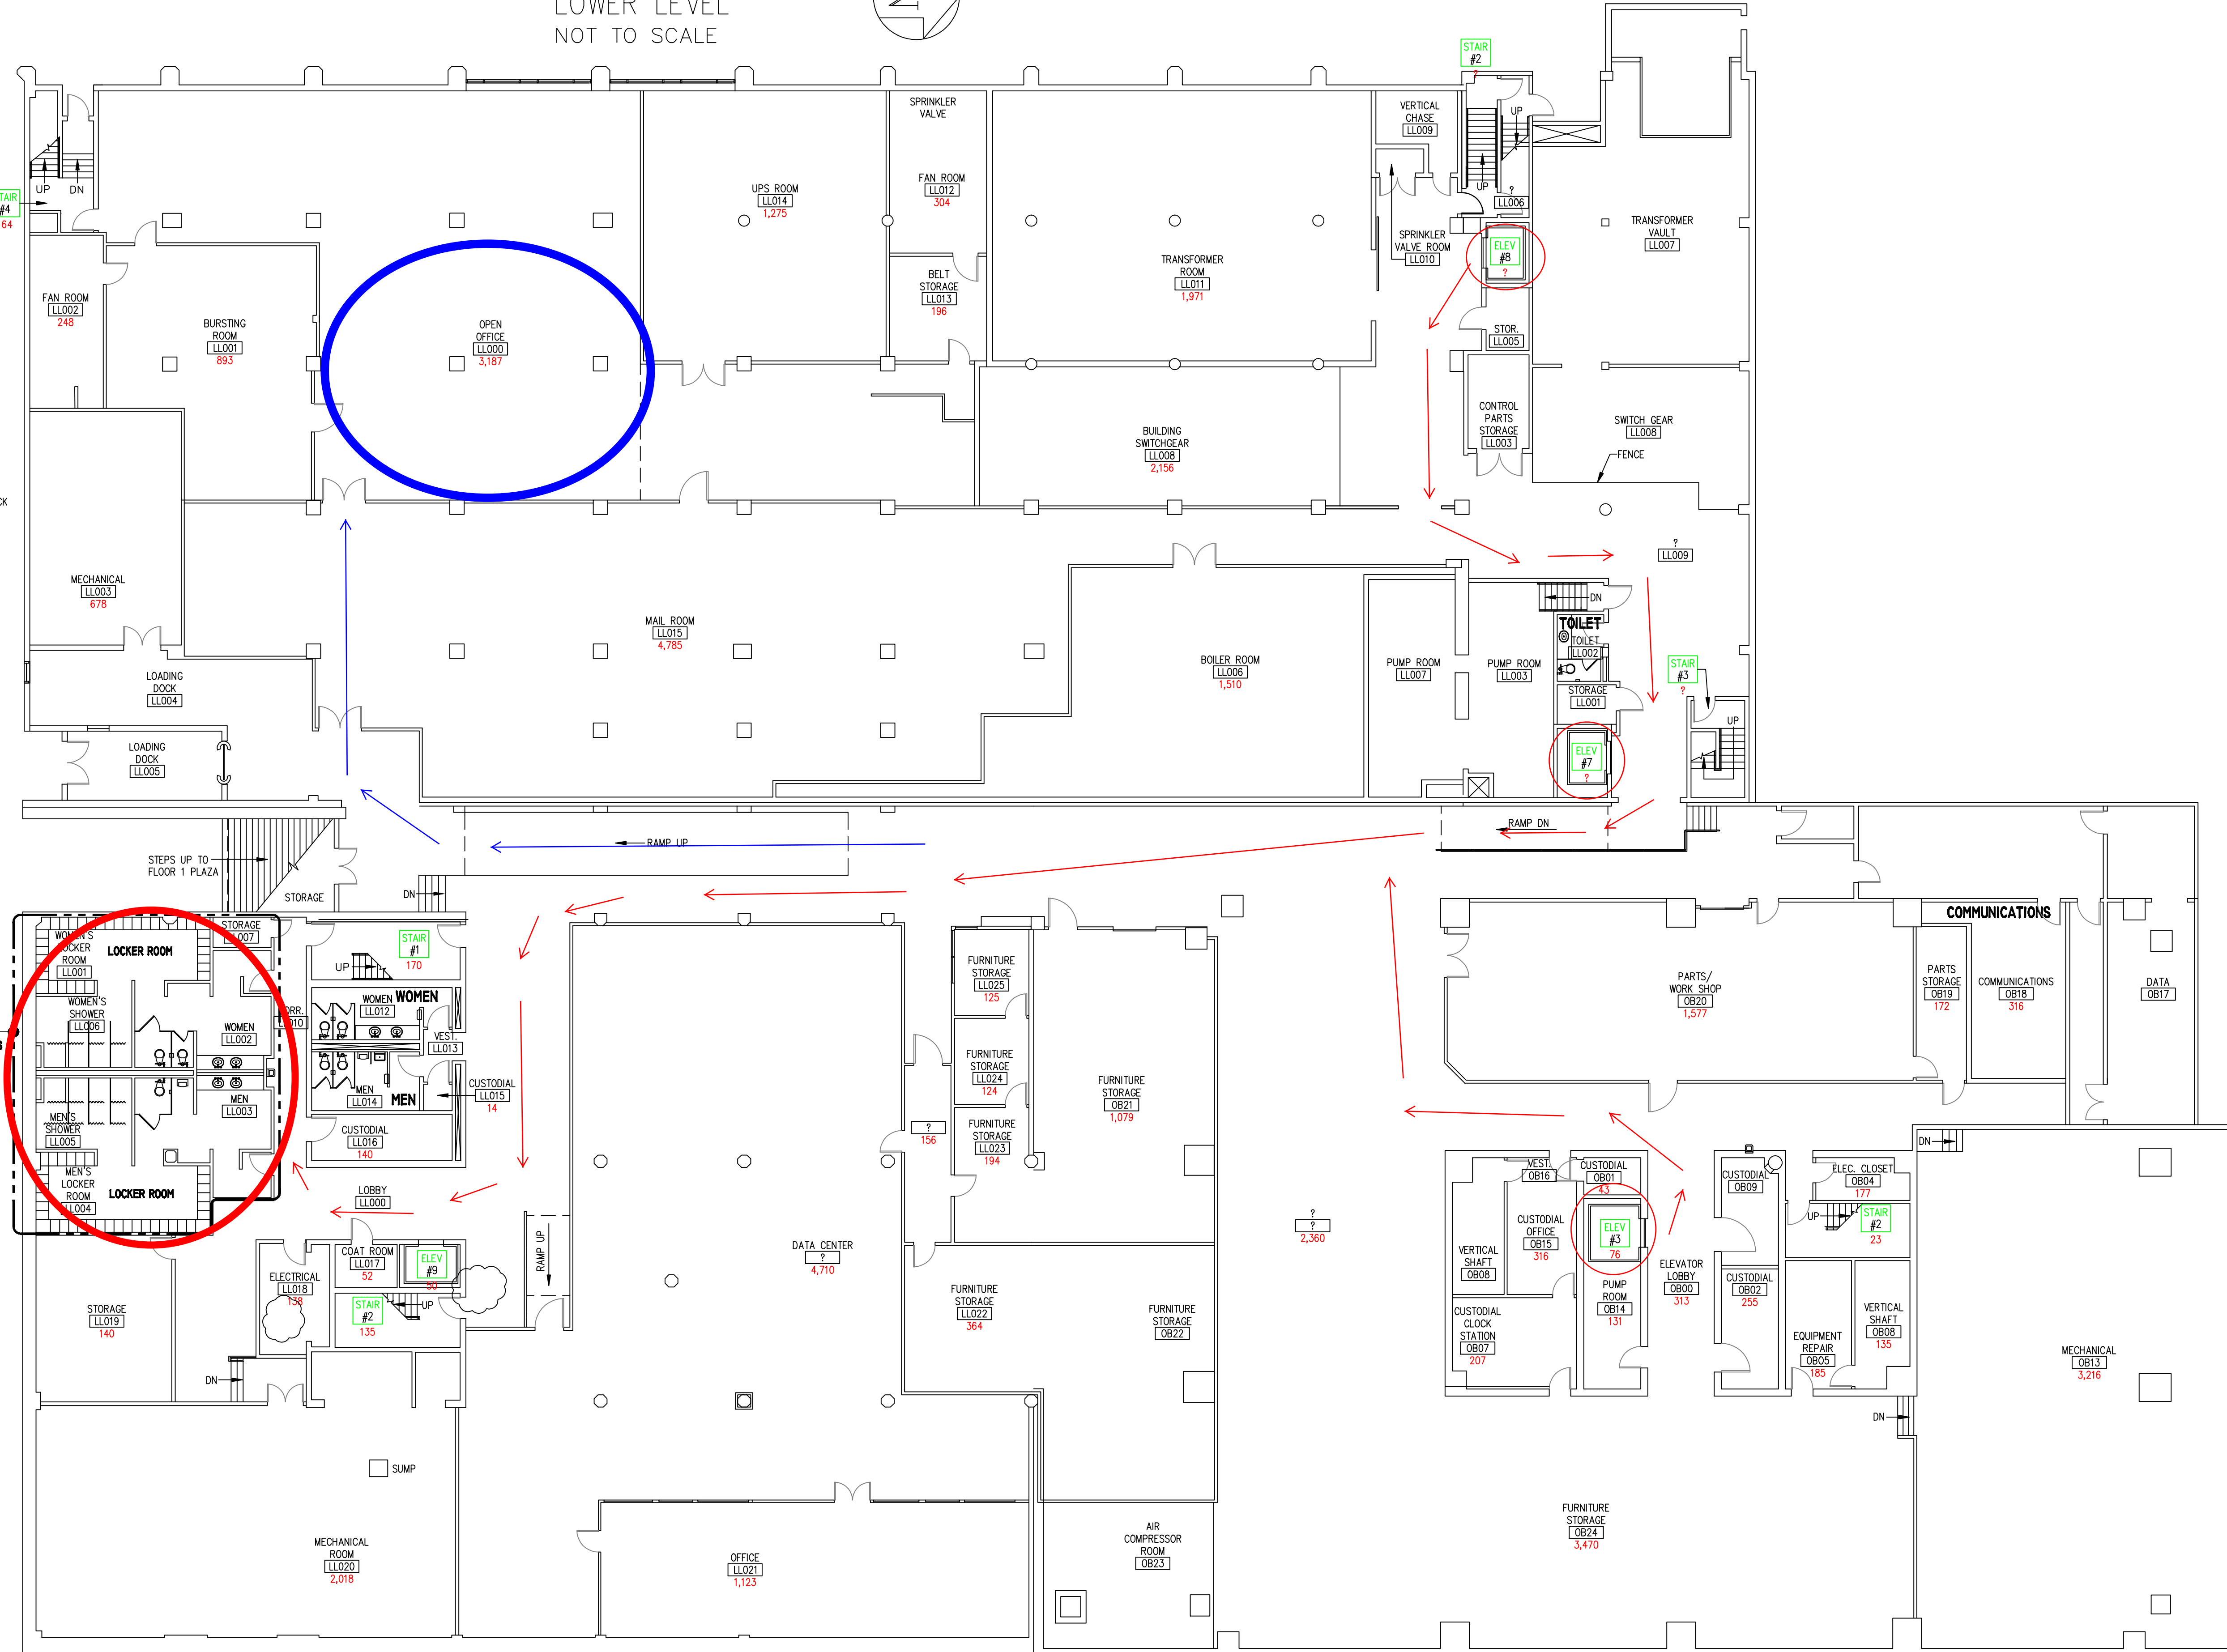 LOWER LEVEL
NOT TO SCALE
STAIR
#2
?
SPRINKLER
VALVE
VERTICAL
CHASE
LL009
UP
UP
UP
DN
#4
64
UPS ROOM
LL014
1,275
FAN ROOM
LL012
304
?
LL006
TRANSFORMER
VAULT
LL007
SPRINKLER
VALVE ROOM
LL010
ELEV
#8
?
TRANSFORMER
ROOM
LL011
1,971
BELT
STORAGE
LL013
196
FAN ROOM
LL002
248
BURSTING
ROOM
LL001
893
OPEN
OFFICE
LL000
3,187
STOR.
LL005
CONTROL
PARTS
STORAGE
LL003
SWITCH GEAR
LL008
FENCE
BUILDING
SWITCHGEAR
LL008
2,156
?
LL009
MECHANICAL
LL003
678
DN
MAIL ROOM
LL015
4,785
TOILET
TOILET
LL002
BOILER ROOM
LL006
1,510
PUMP ROOM
LL007
PUMP ROOM
LL003
STAIR
#3
?
LOADING
DOCK
LL004
STORAGE
LL001
UP
LOADING
DOCK
LL005
ELEV
#7
?
RAMP DN
RAMP UP
STEPS UP TO
FLOOR 1 PLAZA
STORAGE
DN
COMMUNICATIONS
STORAGE
LL007
WOMEN'S
LOCKER
ROOM
LL001
LOCKER ROOM
STAIR
#1
170
UP
FURNITURE
STORAGE
LL025
125
PARTS/
WORK SHOP
OB20
1,577
PARTS
STORAGE
OB19
172
COMMUNICATIONS
OB18
316
DATA
OB17
WOMEN'S
SHOWER
LL006
WOMEN
LL002
WOMEN
LL012
WOMEN
VEST.
LL013
FURNITURE
STORAGE
LL024
124
FURNITURE
STORAGE
OB21
1,079
MEN
LL003
MEN
LL014
MEN
CUSTODIAL
LL015
14
MEN'S
SHOWER
LL005
CUSTODIAL
LL016
140
?
156
FURNITURE
STORAGE
LL023
194
DN
MEN'S
LOCKER
ROOM
LL004
LOCKER ROOM
LOBBY
LL000
VEST.
OB16
CUSTODIAL
OB01
43
CUSTODIAL
OB09
ELEC. CLOSET
OB04
177
?
?
2,360
CUSTODIAL
OFFICE
OB15
316
ELEV
#3
76
UP
STAIR
#2
23
DATA CENTER
?
4,710
RAMP UP
COAT ROOM
LL017
52
ELEV
#9
50
VERTICAL
SHAFT
OB08
ELEVATOR
LOBBY
OB00
313
ELECTRICAL
LL018
138
PUMP
ROOM
OB14
131
CUSTODIAL
OB02
255
STORAGE
LL019
140
STAIR
#2
135
UP
FURNITURE
STORAGE
LL022
364
FURNITURE
STORAGE
OB22
CUSTODIAL
CLOCK
STATION
OB07
207
EQUIPMENT
REPAIR
OB05
185
VERTICAL
SHAFT
OB08
135
MECHANICAL
OB13
3,216
DN
DN
SUMP
FURNITURE
STORAGE
OB24
3,470
MECHANICAL
ROOM
LL020
2,018
OFFICE
LL021
1,123
AIR
COMPRESSOR
ROOM
OB23